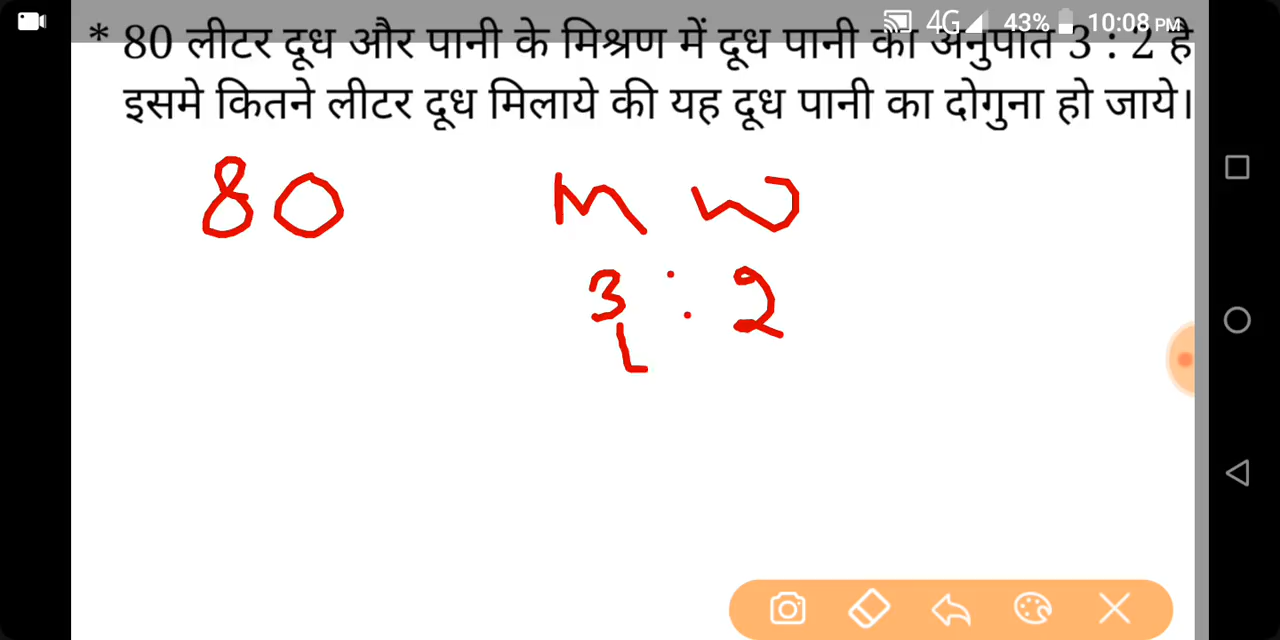 4G 43% 10:08 PM
* 80 लीटर दूध और पानी के मिश्रण में दूध पानी का अनुपात 3 : 2 है
इसमे कितने लीटर दूध मिलाये की यह दूध पानी का दोगुना हो जाये।
80 M W
3 : 2
L